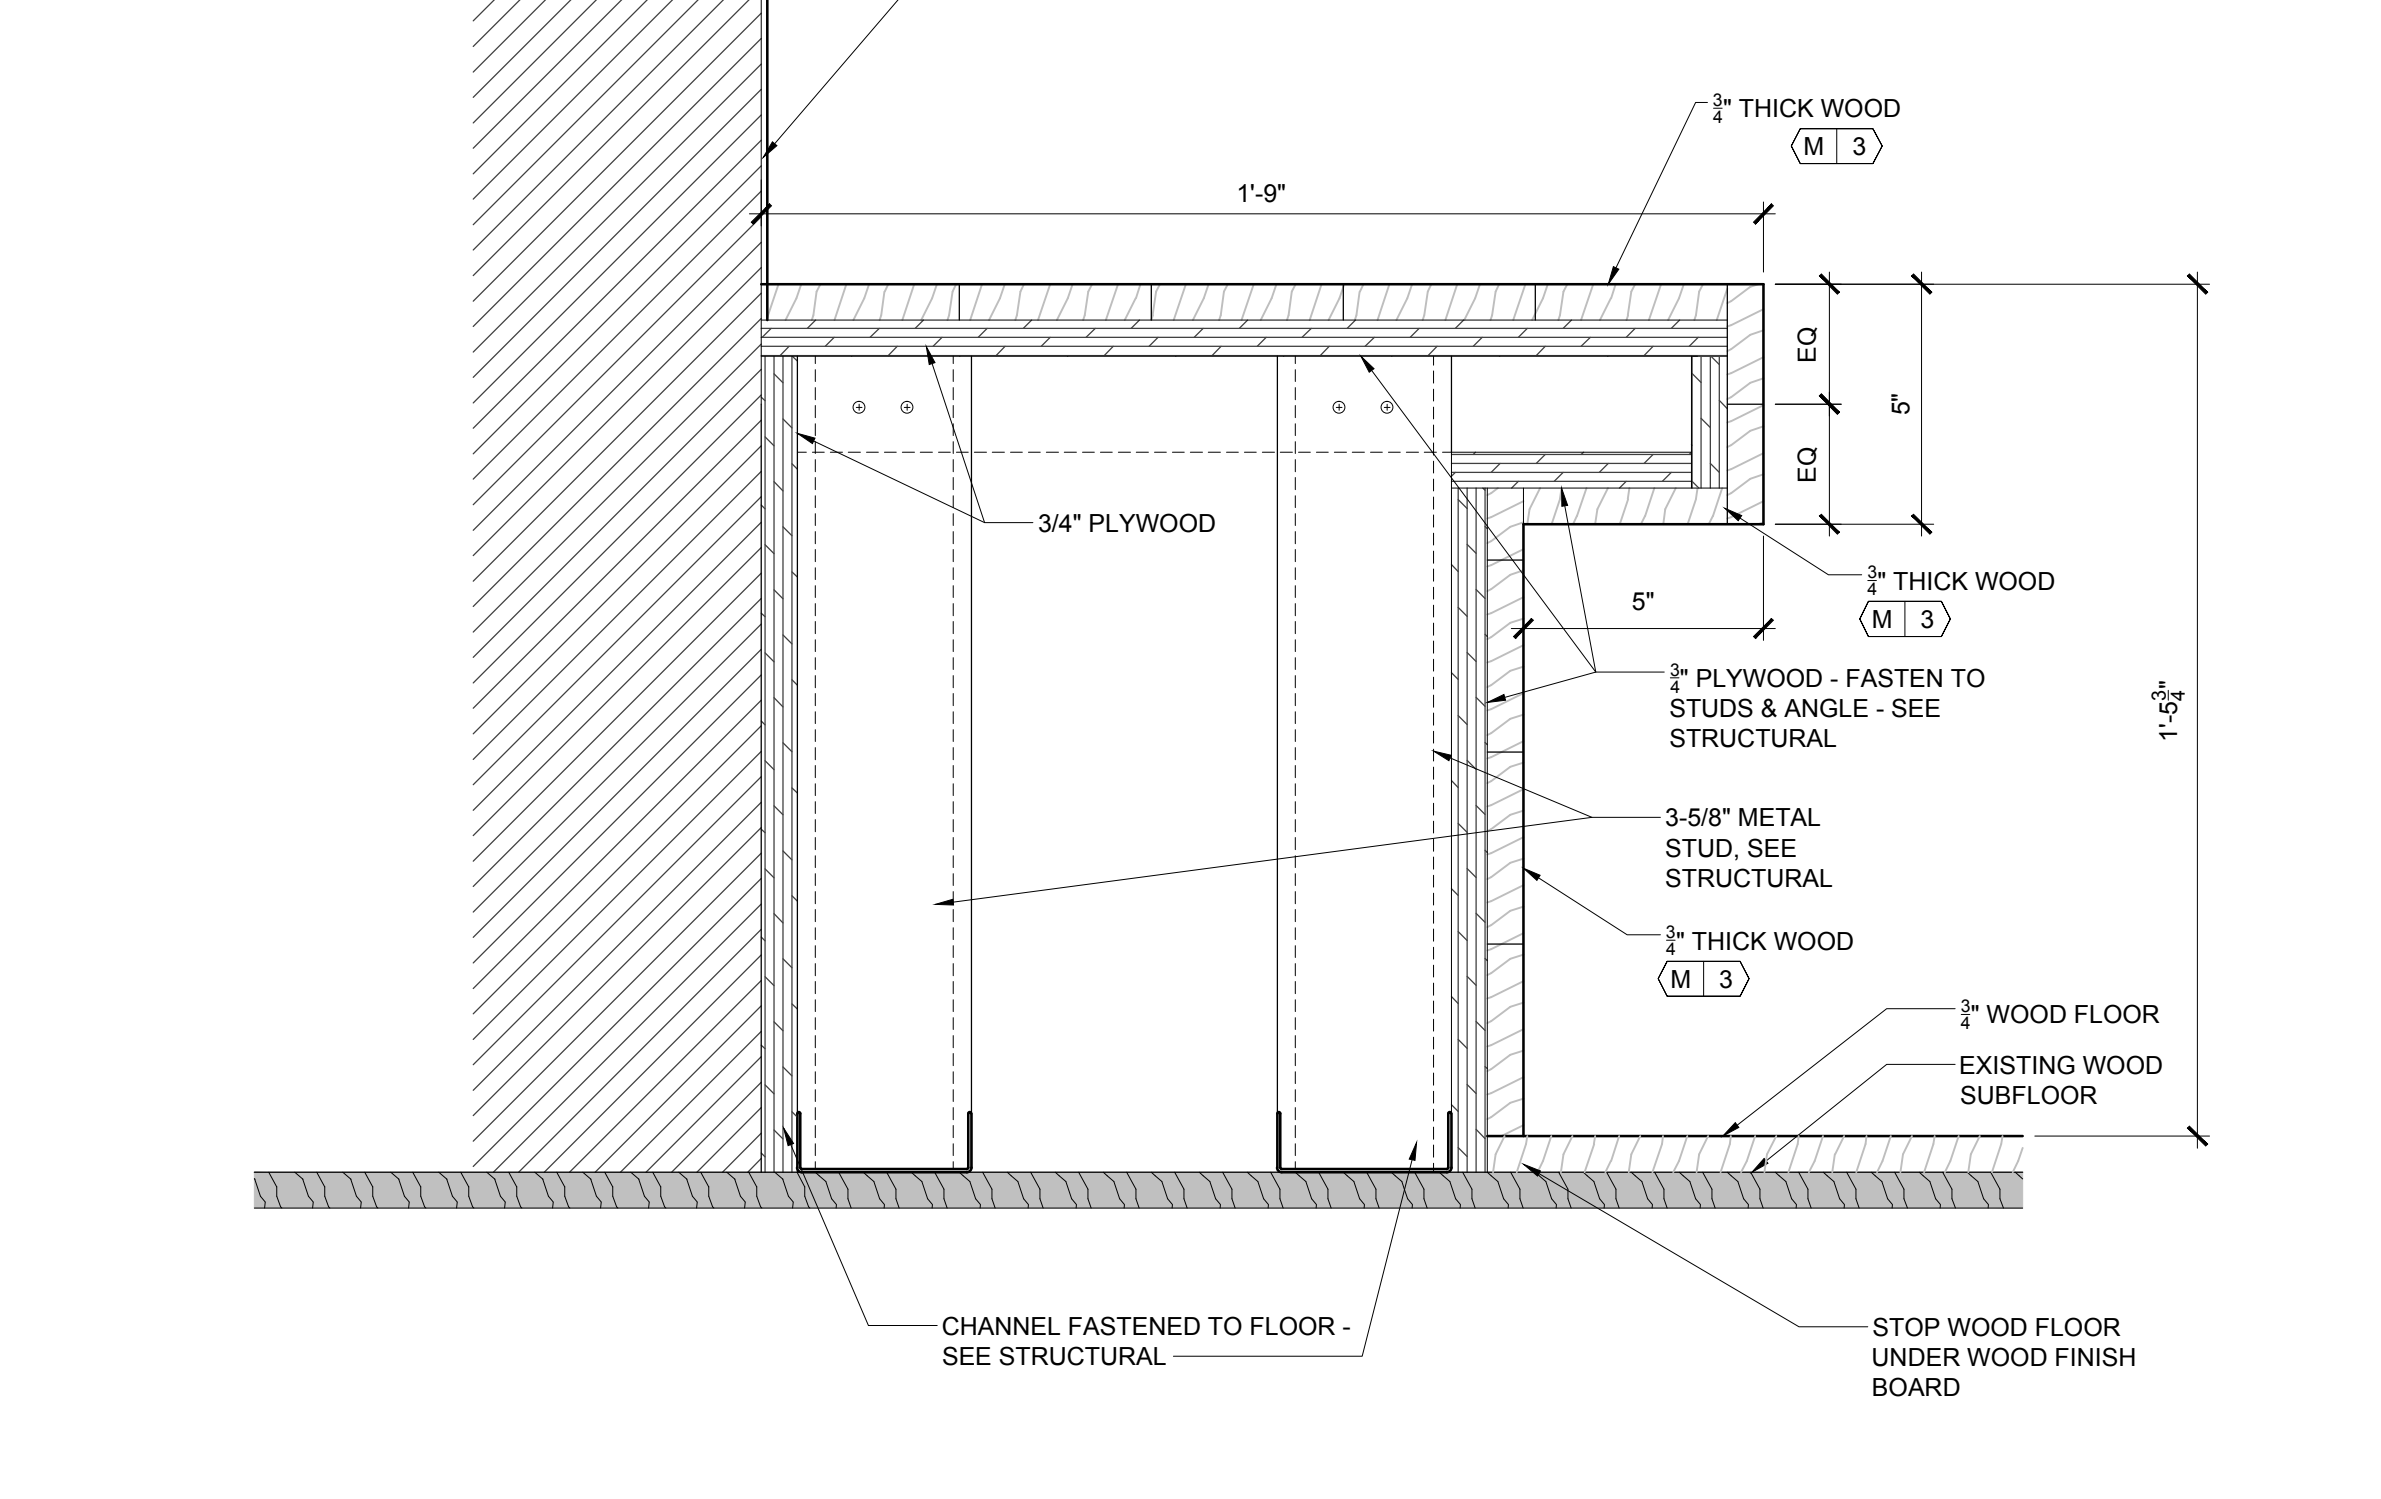 3/4" THICK WOOD
M 3
1'-9"
EQ
EQ
5"
3/4" PLYWOOD
3/4" THICK WOOD
M 3
5"
3/4" PLYWOOD - FASTEN TO
STUDS & ANGLE - SEE
STRUCTURAL
1'-5 3/4"
3-5/8" METAL
STUD, SEE
STRUCTURAL
3/4" THICK WOOD
M 3
3/4" WOOD FLOOR
EXISTING WOOD
SUBFLOOR
CHANNEL FASTENED TO FLOOR -
SEE STRUCTURAL
STOP WOOD FLOOR
UNDER WOOD FINISH
BOARD